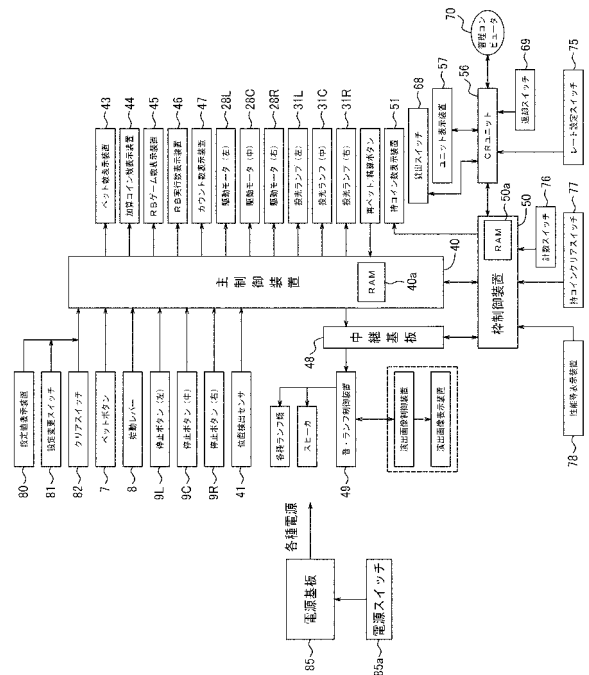 設定値表示装置 80
設定変更スイッチ 81
クリアスイッチ 82
ベットボタン 7
始動レバー 8
停止ボタン(左) 9L
停止ボタン(中) 9C
停止ボタン(右) 9R
位置検出センサ 41
主制御装置 40
RAM 40a
ベット数表示装置 43
加算コイン数表示装置 44
RBゲーム数表示装置 45
RB実行数表示装置 46
カウント数表示装置 47
駆動モータ(左) 28L
駆動モータ(中) 28C
駆動モータ(右) 28R
投光ランプ(左) 31L
投光ランプ(中) 31C
投光ランプ(右) 31R
再ベット,精算ボタン
持コイン数表示装置 51
中継基板 48
各種ランプ類
スピーカ
音・ランプ制御装置 49
演出画像制御装置
演出画像表示装置
貸出スイッチ 68
ユニット表示装置 57
CRユニット 56
管理コンピュータ 70
返却スイッチ 69
レート設定スイッチ 75
枠制御装置 50
RAM 50a
計数スイッチ 76
持コインクリアスイッチ 77
性能等表示装置 78
各種電源
電源基板 85
電源スイッチ 85a